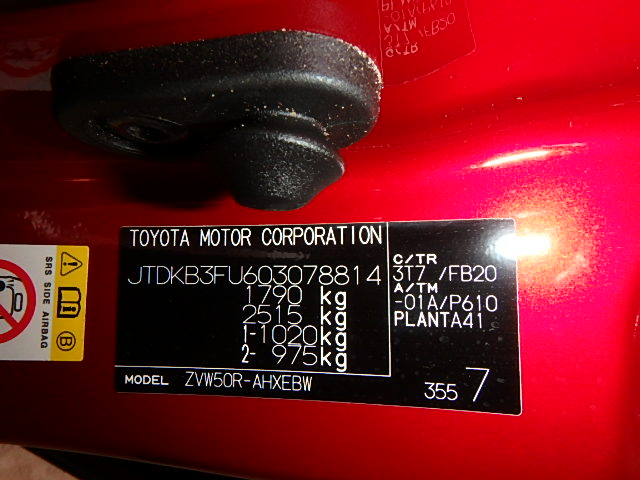 TOYOTA MOTOR CORPORATION
JTDKB3FU603078814
1790 kg
2515 kg
1-1020kg
2- 975kg
C/TR
3T7 /FB20
A/TM
-01A/P610
PLANTA41
MODEL ZVW50R-AHXEBW
355 7
SRS SIDE AIRBAG
B